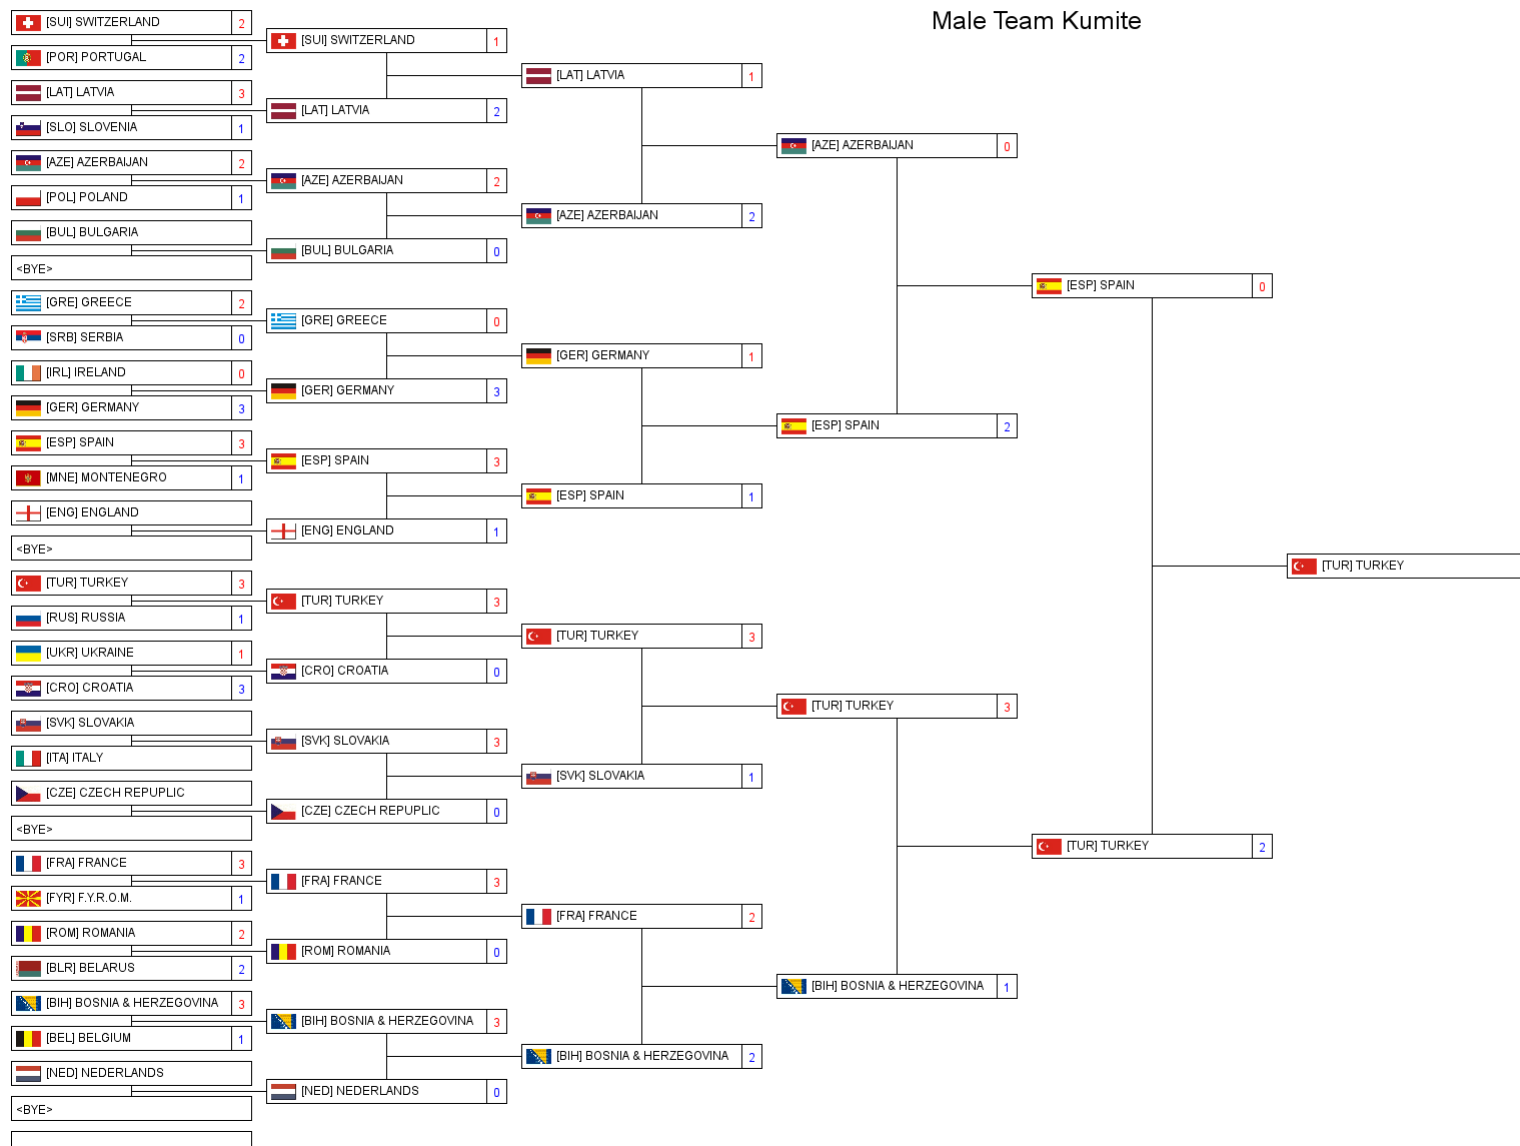 Male Team Kumite
[SUI] SWITZERLAND 2
[POR] PORTUGAL 2
[LAT] LATVIA 3
[SLO] SLOVENIA 1
[AZE] AZERBAIJAN 2
[POL] POLAND 1
[BUL] BULGARIA
<BYE>
[GRE] GREECE 2
[SRB] SERBIA 0
[IRL] IRELAND 0
[GER] GERMANY 3
[ESP] SPAIN 3
[MNE] MONTENEGRO 1
[ENG] ENGLAND
<BYE>
[TUR] TURKEY 3
[RUS] RUSSIA 1
[UKR] UKRAINE 1
[CRO] CROATIA 3
[SVK] SLOVAKIA
[ITA] ITALY
[CZE] CZECH REPUPLIC
<BYE>
[FRA] FRANCE 3
[FYR] F.Y.R.O.M. 1
[ROM] ROMANIA 2
[BLR] BELARUS 2
[BIH] BOSNIA & HERZEGOVINA 3
[BEL] BELGIUM 1
[NED] NEDERLANDS
<BYE>
[SUI] SWITZERLAND 1
[LAT] LATVIA 2
[AZE] AZERBAIJAN 2
[BUL] BULGARIA 0
[GRE] GREECE 0
[GER] GERMANY 3
[ESP] SPAIN 3
[ENG] ENGLAND 1
[TUR] TURKEY 3
[CRO] CROATIA 0
[SVK] SLOVAKIA 3
[CZE] CZECH REPUPLIC 0
[FRA] FRANCE 3
[ROM] ROMANIA 0
[BIH] BOSNIA & HERZEGOVINA 3
[NED] NEDERLANDS 0
[LAT] LATVIA 1
[AZE] AZERBAIJAN 2
[GER] GERMANY 1
[ESP] SPAIN 1
[TUR] TURKEY 3
[SVK] SLOVAKIA 1
[FRA] FRANCE 2
[BIH] BOSNIA & HERZEGOVINA 2
[AZE] AZERBAIJAN 0
[ESP] SPAIN 2
[TUR] TURKEY 3
[BIH] BOSNIA & HERZEGOVINA 1
[ESP] SPAIN 0
[TUR] TURKEY 2
[TUR] TURKEY